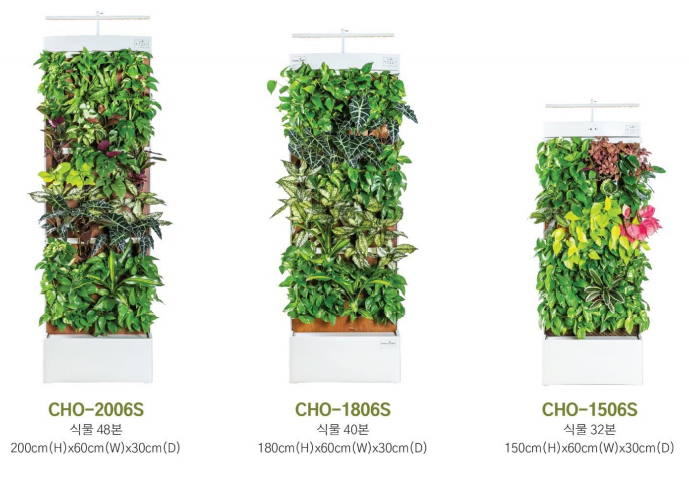 CHO-2006S
식물 48본
200cm(H)x60cm(W)x30cm(D)
CHO-1806S
식물 40본
180cm(H)x60cm(W)x30cm(D)
CHO-1506S
식물 32본
150cm(H)x60cm(W)x30cm(D)